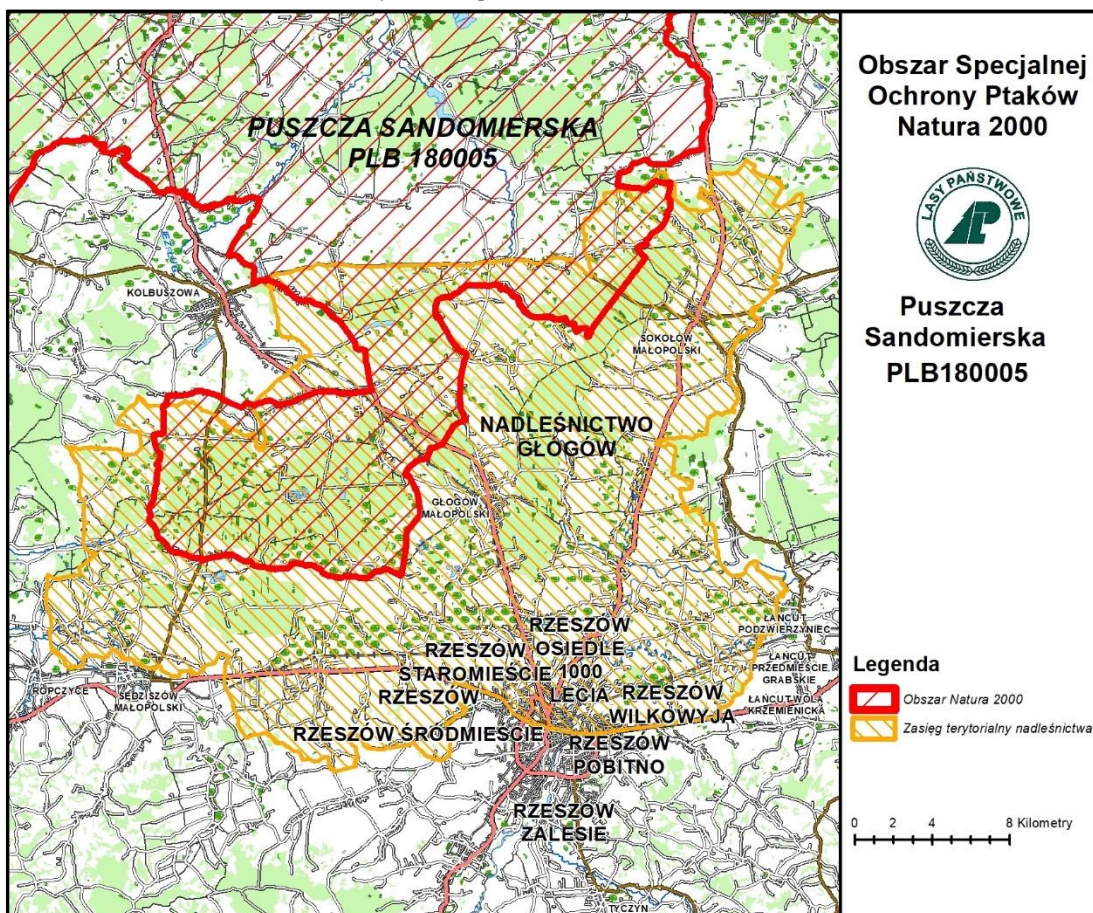 PUSZCZA SANDOMIERSKA
PLB 180005
KOLBUSZOWA
SOKOŁÓW
MAŁOPOLSKI
NADLEŚNICTWO
GŁOGÓW
GŁOGÓW
MAŁOPOLSKI
RZESZÓW
OSIEDLE
1000
LECIA
RZESZÓW
STAROMIEŚCIE
RZESZÓW
RZESZÓW ŚRÓDMIEŚCIE
RZESZÓW
WILKOWYJA
RZESZÓW
POBITNO
RZESZÓW
ZALESIE
ROPCZYCE
SĘDZISZÓW
MAŁOPOLSKI
ŁAŃCUT
PODZWIERZYNIEC
ŁAŃCUT
PRZEDMIEŚCIE
GRABSKIE
ŁAŃCUT-WOLA
KRZEMIENICKA
TYCZYN
Obszar Specjalnej
Ochrony Ptaków
Natura 2000
LASY PAŃSTWOWE
Puszcza
Sandomierska
PLB180005
Legenda
Obszar Natura 2000
Zasięg terytorialny nadleśnictwa
0 2 4 8 Kilometry